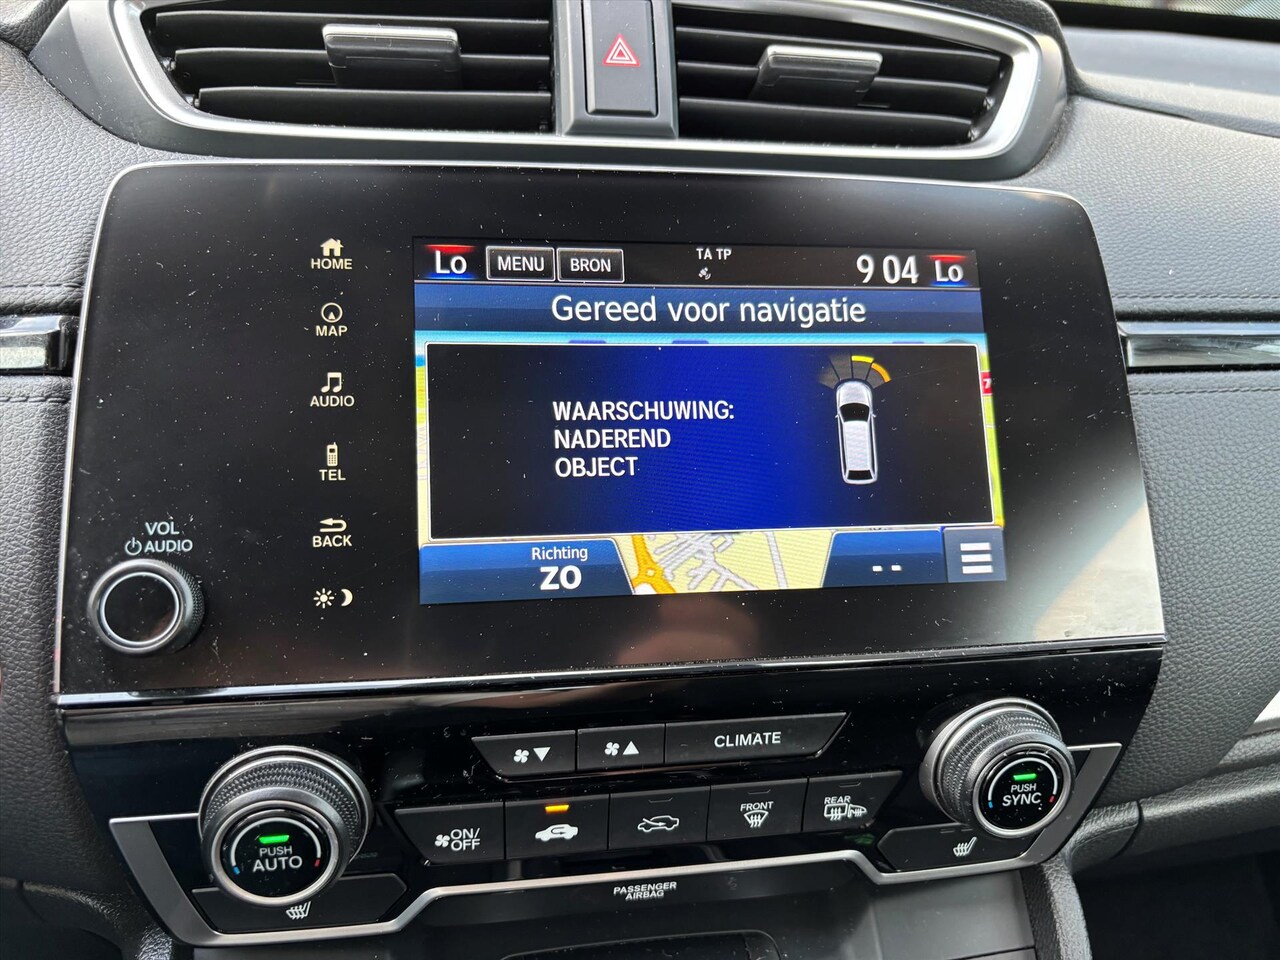 Lo MENU BRON TA TP 9 04 Lo
Gereed voor navigatie
WAARSCHUWING:
NADEREND
OBJECT
7
Richting
ZO
--
HOME
MAP
AUDIO
TEL
BACK
VOL
AUDIO
CLIMATE
ON/
OFF
FRONT
REAR
PUSH
AUTO
PUSH
SYNC
PASSENGER
AIRBAG